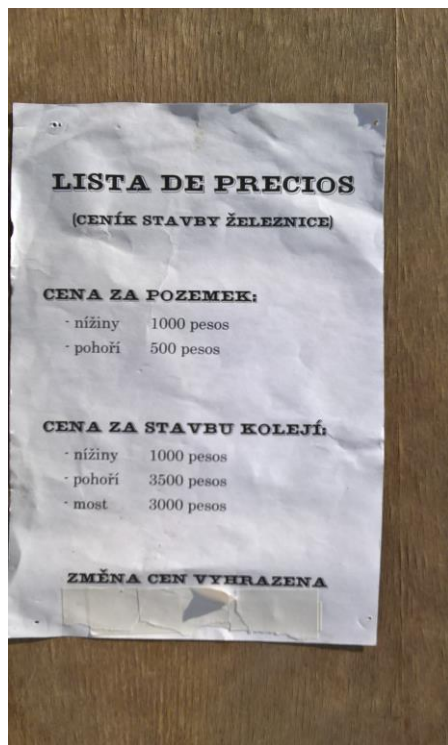 LISTA DE PRECIOS
(CENÍK STAVBY ŽELEZNICE)
CENA ZA POZEMEK:
- nížiny 1000 pesos
- pohoří 500 pesos
CENA ZA STAVBU KOLEJÍ:
- nížiny 1000 pesos
- pohoří 3500 pesos
- most 3000 pesos
ZMĚNA CEN VYHRAZENA